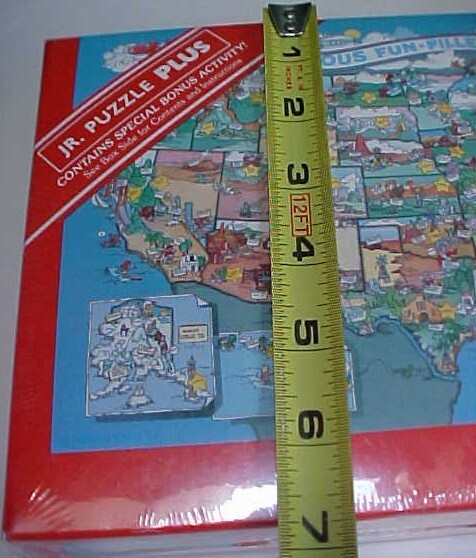 JR. PUZZLE PLUS
CONTAINS SPECIAL BONUS ACTIVITY!
See Box Side for Contents and Instructions
OUS FUN-FILL
1
2
3
12FT
4
5
6
7